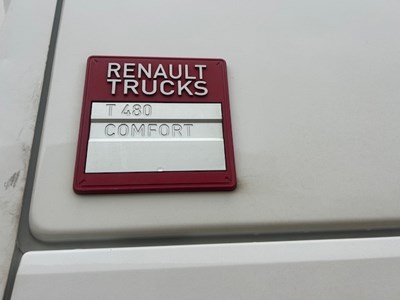 RENAULT
TRUCKS
T 480
COMFORT